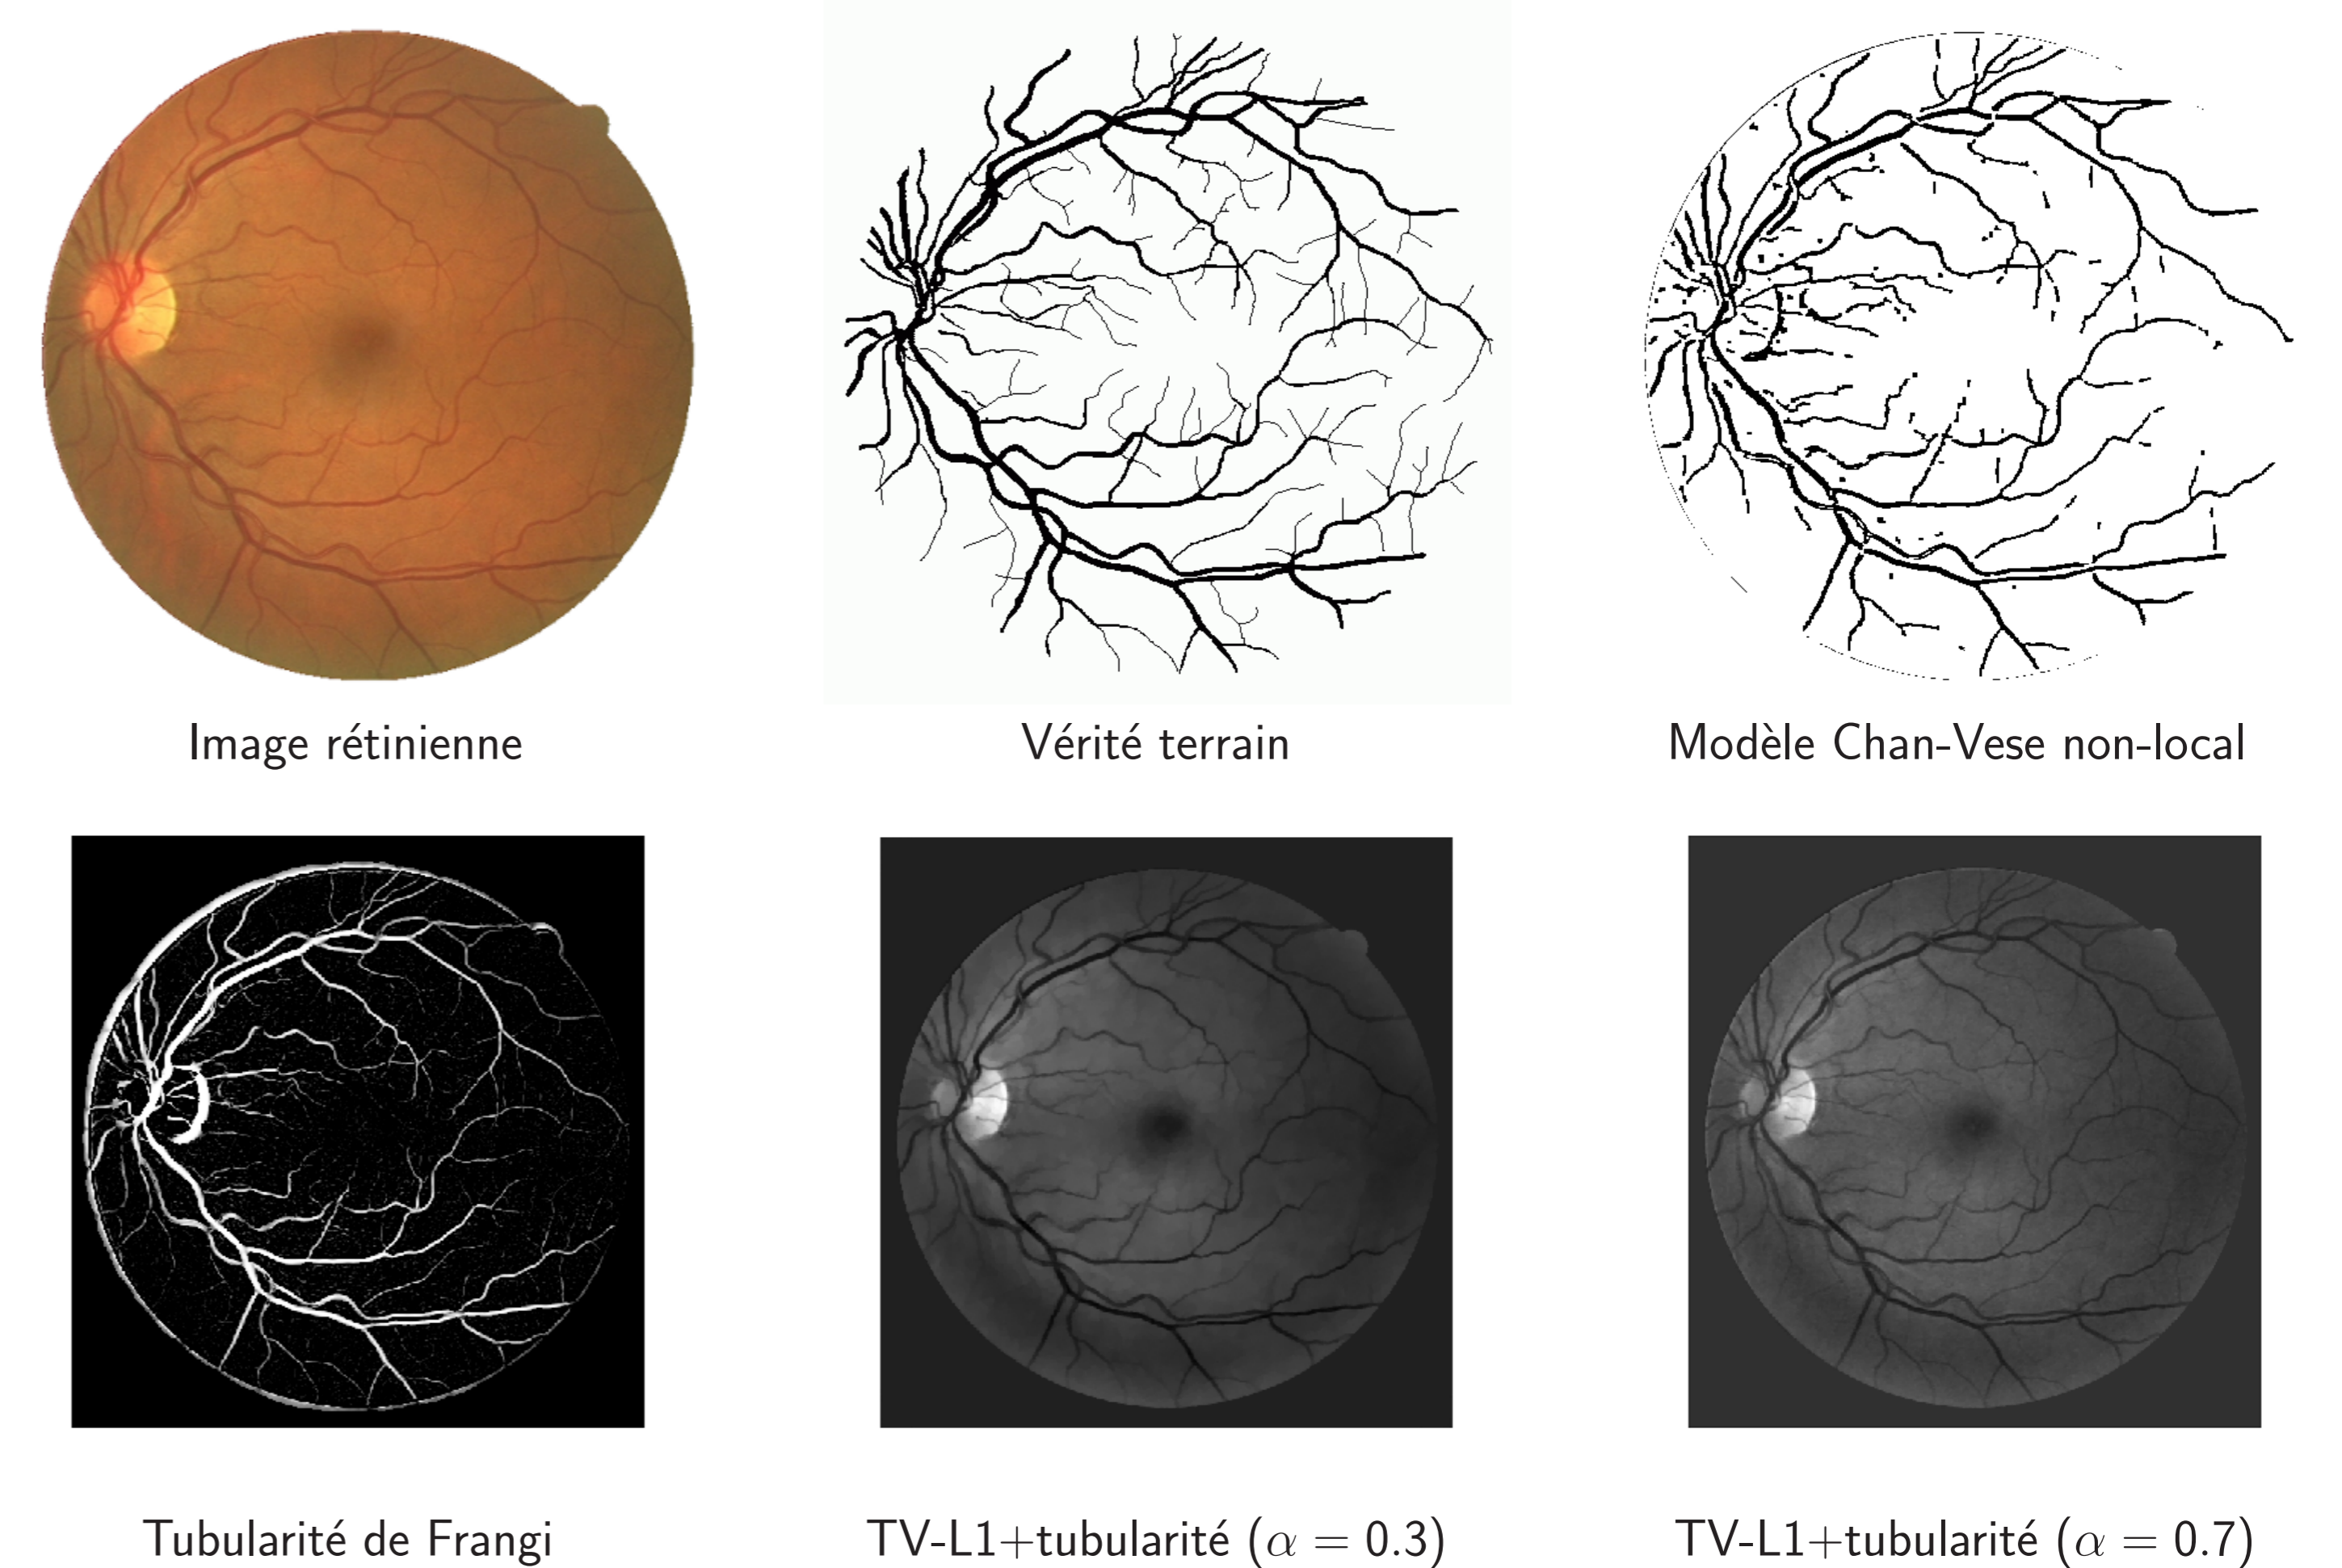 Image rétinienne
Vérité terrain
Modèle Chan-Vese non-local
Tubularité de Frangi
TV-L1+tubularité (α = 0.3)
TV-L1+tubularité (α = 0.7)